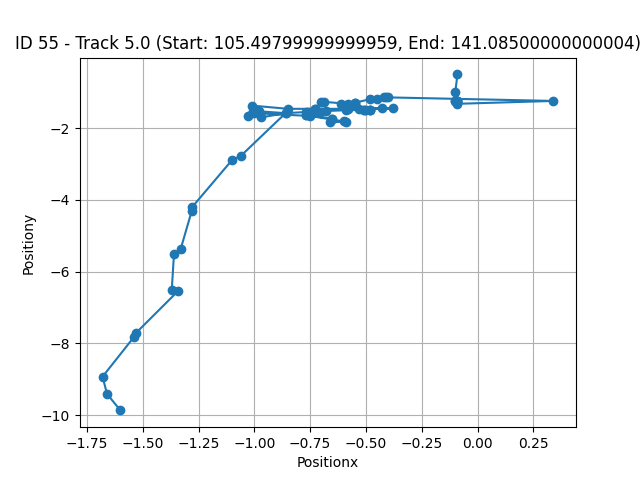 ID 55 - Track 5.0 (Start: 105.49799999999959, End: 141.08500000000004)
−2
−4
−6
−8
−10
Positiony
−1.75 −1.50 −1.25 −1.00 −0.75 −0.50 −0.25 0.00 0.25
Positionx